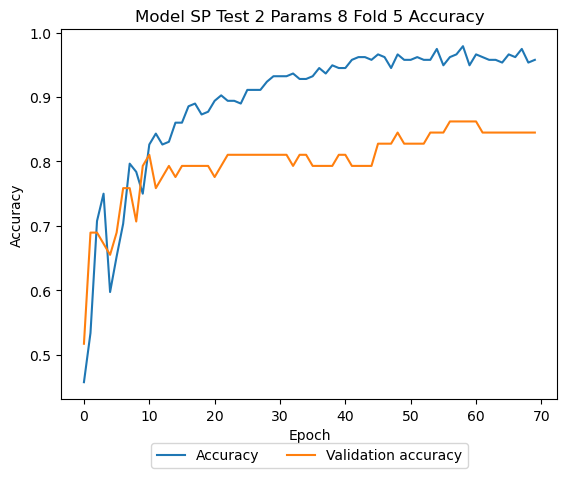 Model SP Test 2 Params 8 Fold 5 Accuracy
1.0
0.9
0.8
0.7
0.6
0.5
Accuracy
0 10 20 30 40 50 60 70
Epoch
Accuracy Validation accuracy